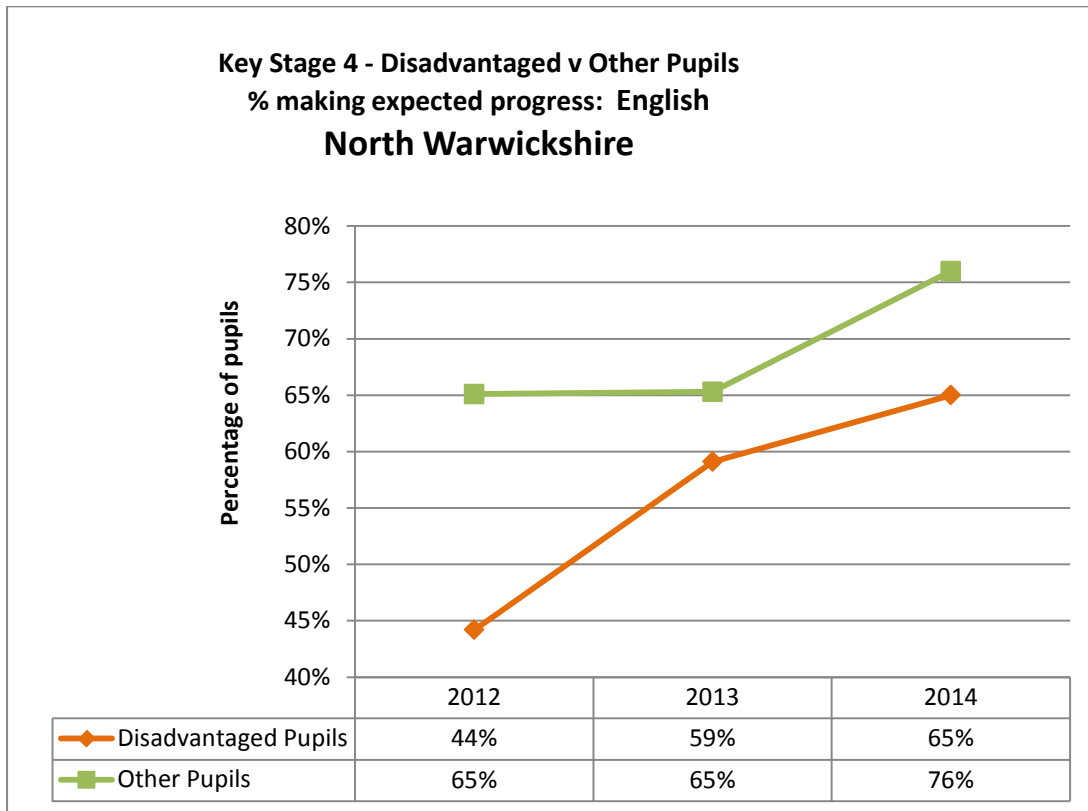 Key Stage 4 - Disadvantaged v Other Pupils
% making expected progress: English
North Warwickshire
80%
75%
70%
65%
60%
55%
50%
45%
40%
Percentage of pupils
2012 2013 2014
Disadvantaged Pupils 44% 59% 65%
Other Pupils 65% 65% 76%